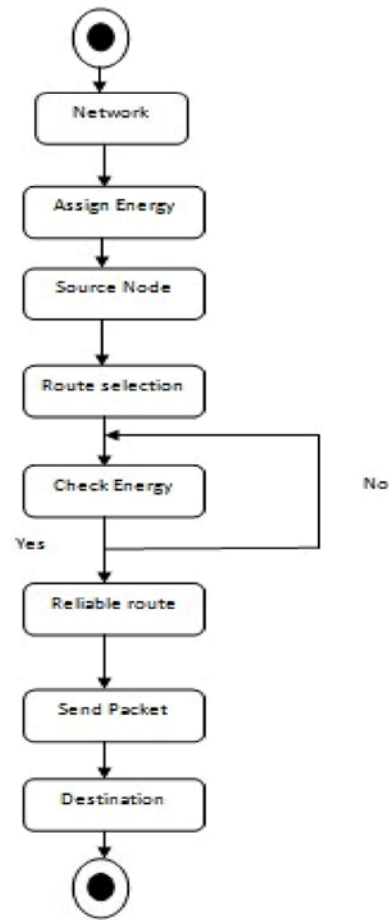 Network
Assign Energy
Source Node
Route selection
Check Energy
No
Yes
Reliable route
Send Packet
Destination